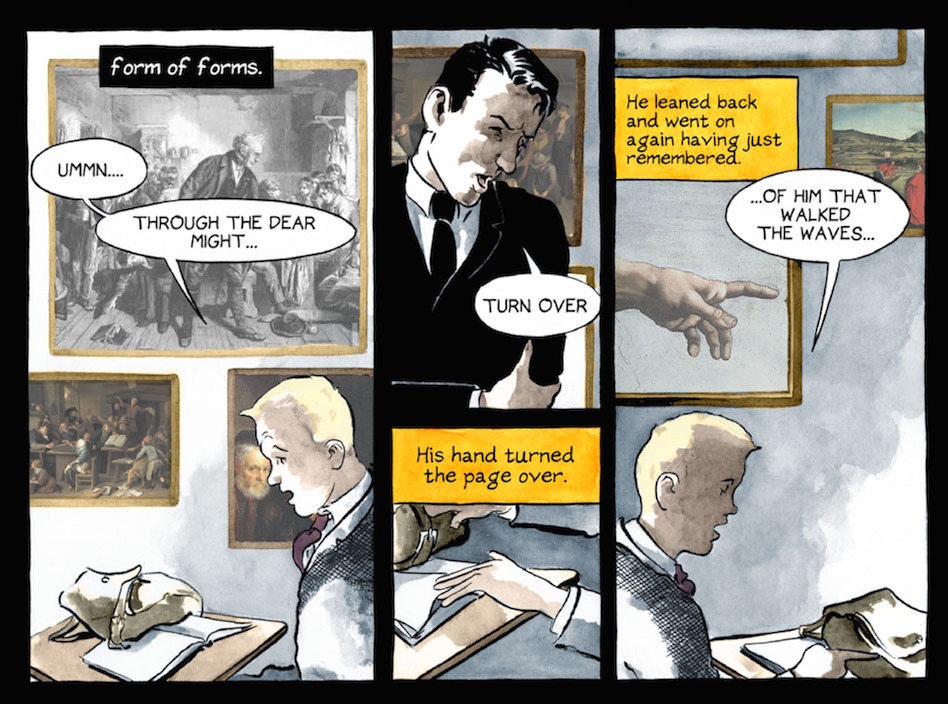 form of forms.
UMMN....
THROUGH THE DEAR
MIGHT...
TURN OVER
His hand turned
the page over.
He leaned back
and went on
again having just
remembered.
...OF HIM THAT
WALKED
THE WAVES...